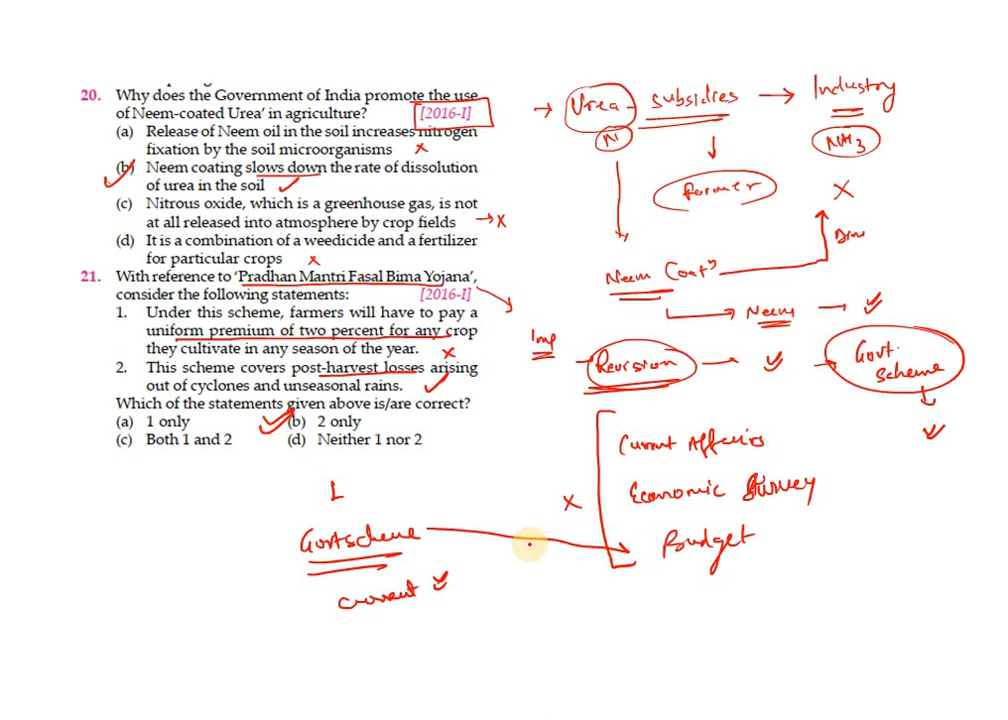 20. Why does the Government of India promote the use
of Neem-coated Urea' in agriculture? [2016-I]
(a) Release of Neem oil in the soil increases nitrogen
fixation by the soil microorganisms
(b) Neem coating slows down the rate of dissolution
of urea in the soil
(c) Nitrous oxide, which is a greenhouse gas, is not
at all released into atmosphere by crop fields
(d) It is a combination of a weedicide and a fertilizer
for particular crops
21. With reference to 'Pradhan Mantri Fasal Bima Yojana',
consider the following statements: [2016-I]
1. Under this scheme, farmers will have to pay a
uniform premium of two percent for any crop
they cultivate in any season of the year.
2. This scheme covers post-harvest losses arising
out of cyclones and unseasonal rains.
Which of the statements given above is/are correct?
(a) 1 only (b) 2 only
(c) Both 1 and 2 (d) Neither 1 nor 2
Urea subsidies Industry
N NH3
Farmer
Neem
Neem
Imp
Revision Govt.
Scheme
Current Affairs
Economic Survey
Budget
L
Govt scheme
current